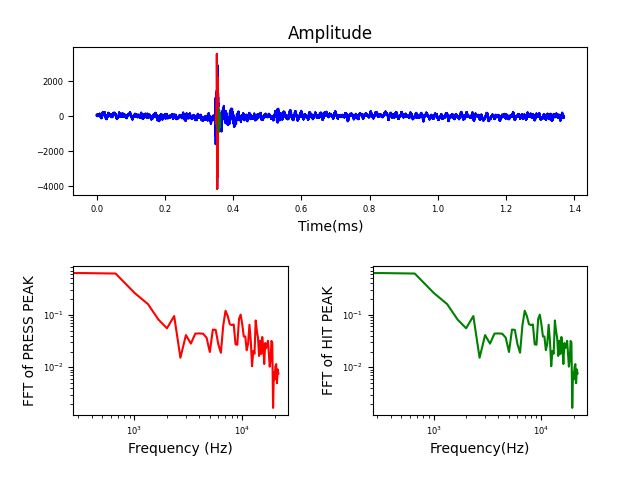 Amplitude
2000
0
−2000
−4000
0.0 0.2 0.4 0.6 0.8 1.0 1.2 1.4
Time(ms)
FFT of PRESS PEAK
10⁻¹
10⁻²
10³ 10⁴
Frequency (Hz)
FFT of HIT PEAK
10⁻¹
10⁻²
10³ 10⁴
Frequency(Hz)